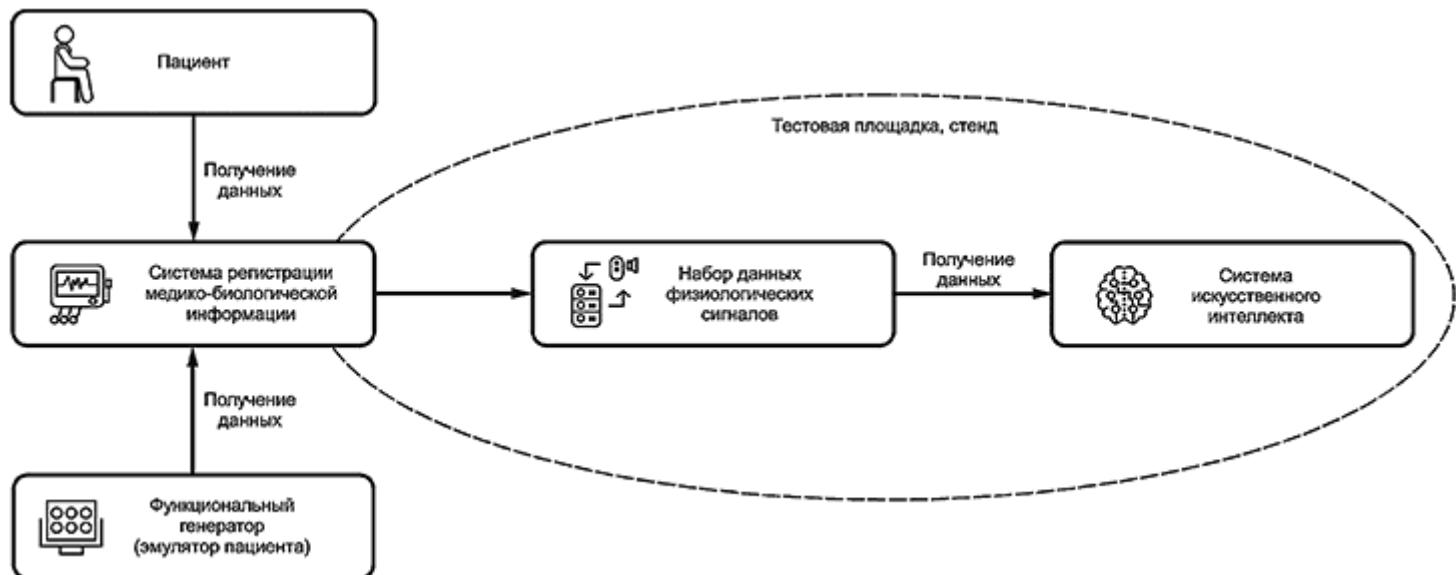 Пациент
Тестовая площадка, стенд
Получение
данных
Система регистрации
медико-биологической
информации
Набор данных
физиологических
сигналов
Получение
данных
Система
искусственного
интеллекта
Получение
данных
Функциональный
генератор
(эмулятор пациента)